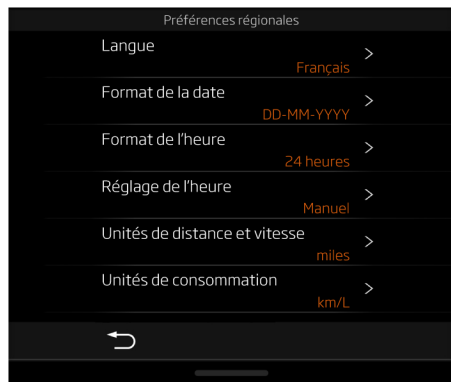 Préférences régionales
Langue
Français
Format de la date
DD-MM-YYYY
Format de l'heure
24 heures
Réglage de l'heure
Manuel
Unités de distance et vitesse
miles
Unités de consommation
km/L